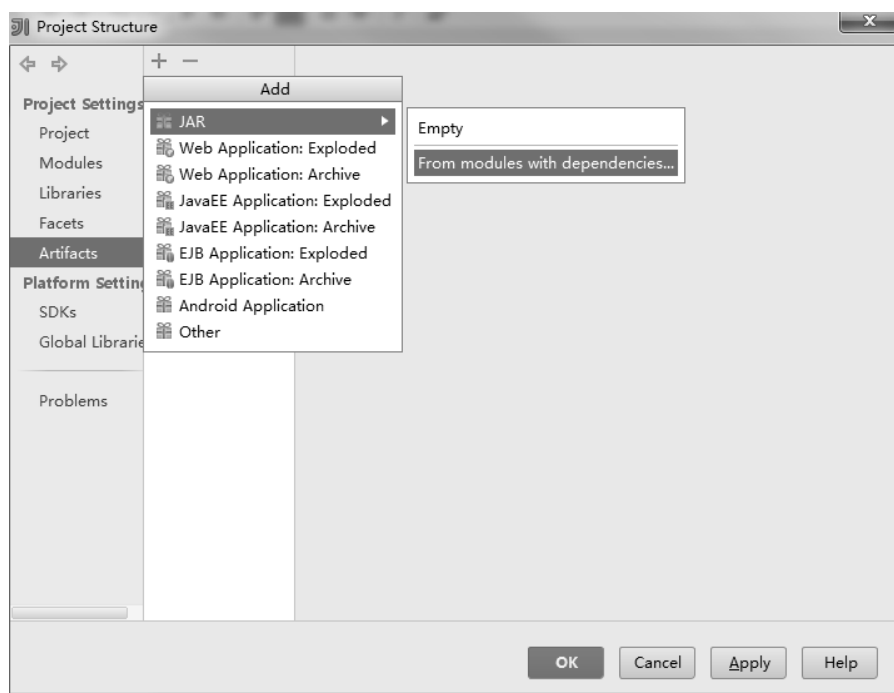 Project Structure
Project Settings
Project
Modules
Libraries
Facets
Artifacts
Platform Settin
SDKs
Global Librarie
Problems
Add
JAR
Web Application: Exploded
Web Application: Archive
JavaEE Application: Exploded
JavaEE Application: Archive
EJB Application: Exploded
EJB Application: Archive
Android Application
Other
Empty
From modules with dependencies...
OK
Cancel
Apply
Help